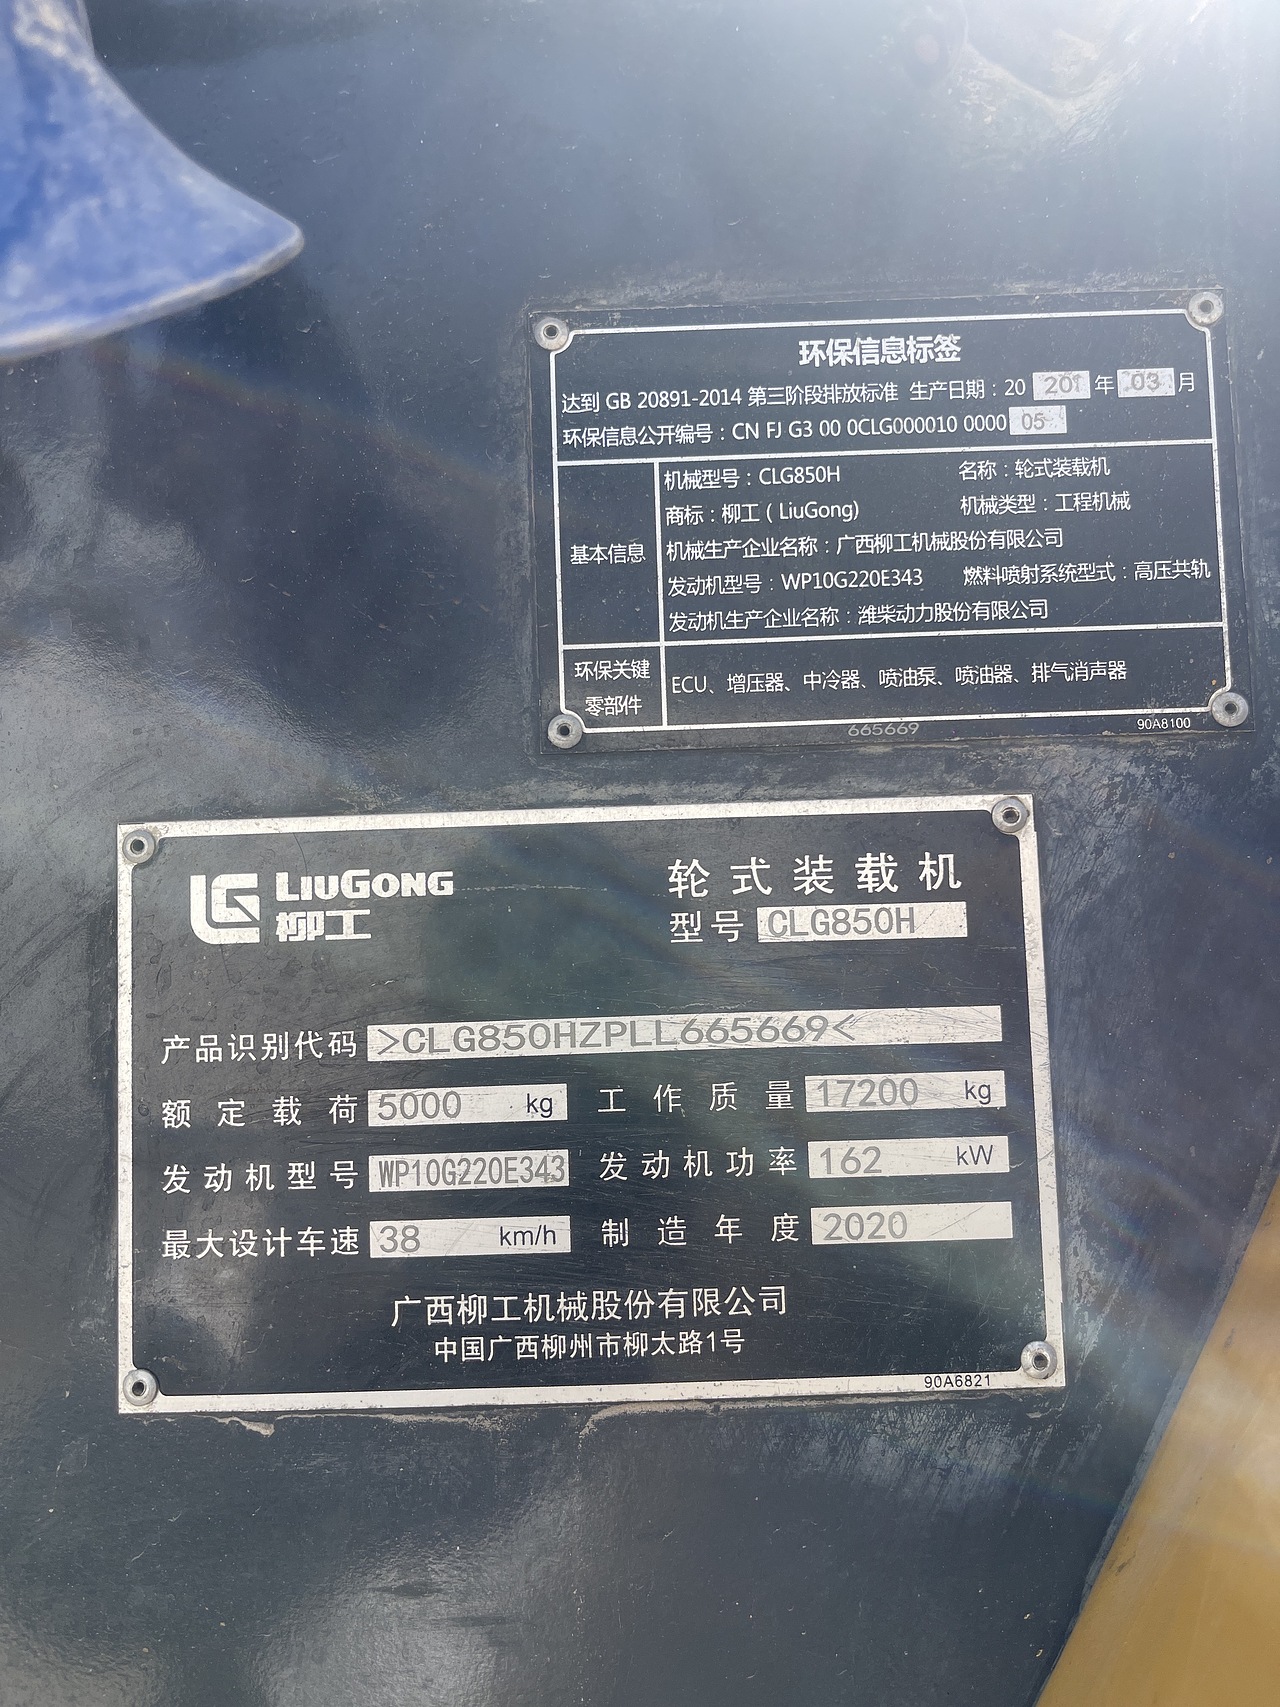 环保信息标签
达到 GB 20891-2014 第三阶段排放标准 生产日期：20 年 03 月
环保信息公开编号：CN FJ G3 00 0CLG000010 0000 05
基本信息
机械型号：CLG850H 名称：轮式装载机
商标：柳工（LiuGong) 机械类型：工程机械
机械生产企业名称：广西柳工机械股份有限公司
发动机型号：WP10G220E343 燃料喷射系统型式：高压共轨
发动机生产企业名称：潍柴动力股份有限公司
环保关键
零部件
ECU、增压器、中冷器、喷油泵、喷油器、排气消声器
665669 90A8100
LIUGONG
柳工
轮式装载机
型号 CLG850H
产品识别代码 >CLG850HZPLL665669<
额定载荷 5000 kg 工作质量 17200 kg
发动机型号 WP10G220E343 发动机功率 162 kW
最大设计车速 38 km/h 制造年度 2020
广西柳工机械股份有限公司
中国广西柳州市柳太路1号
90A6821